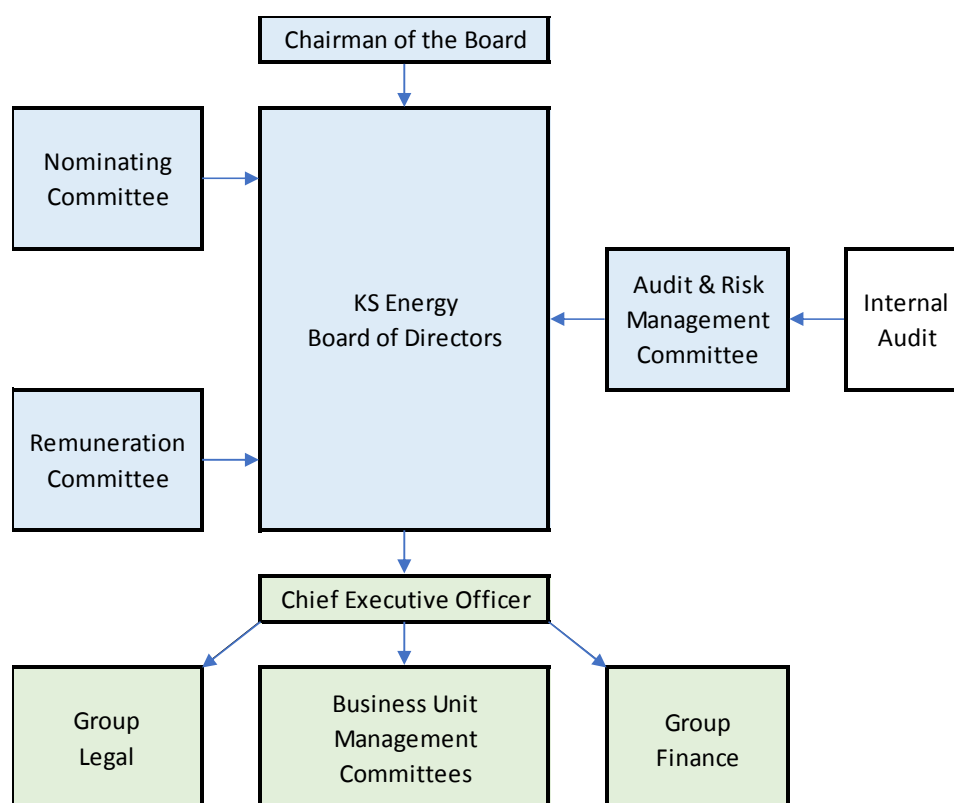 Chairman of the Board
Nominating
Committee
KS Energy
Board of Directors
Audit & Risk
Management
Committee
Internal
Audit
Remuneration
Committee
Chief Executive Officer
Group
Legal
Business Unit
Management
Committees
Group
Finance